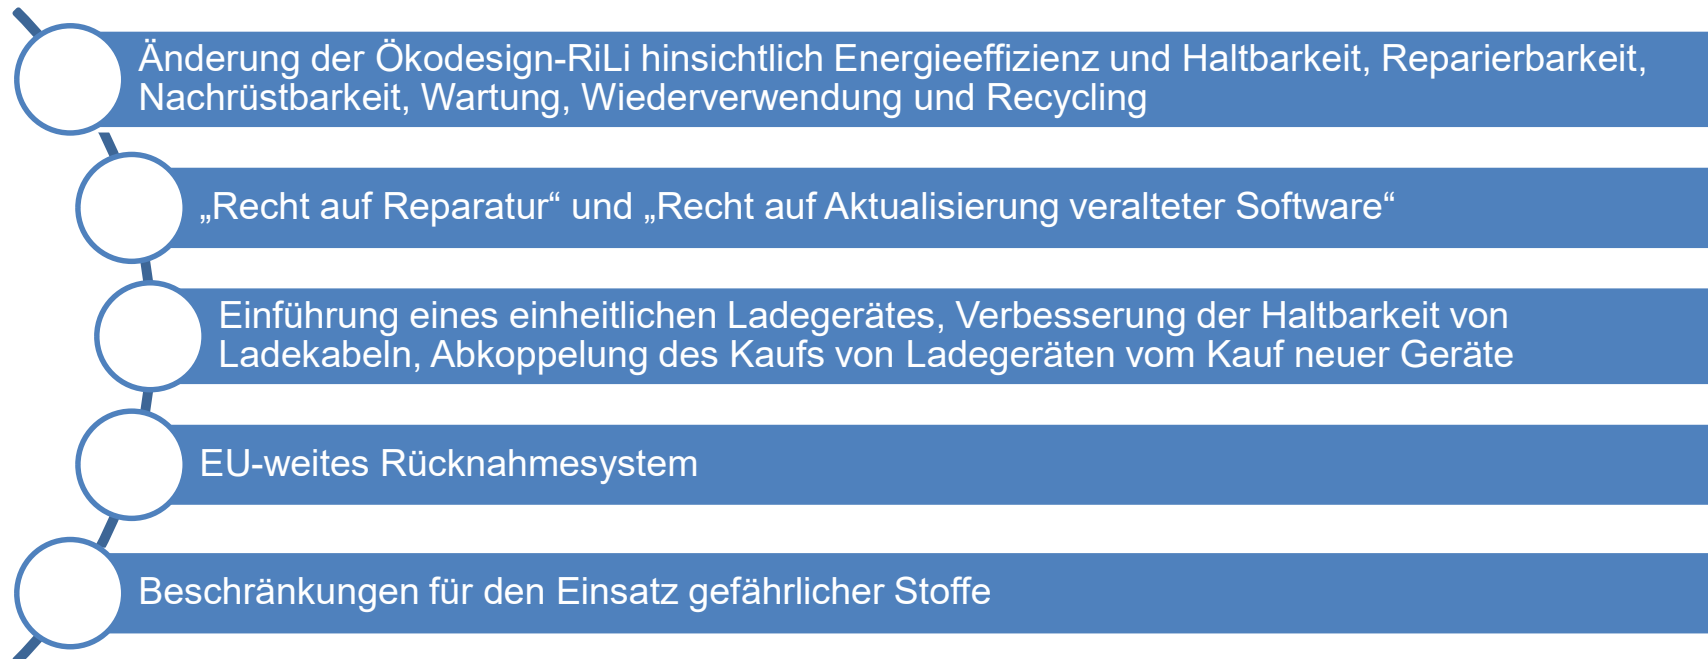 Änderung der Ökodesign-RiLi hinsichtlich Energieeffizienz und Haltbarkeit, Reparierbarkeit,
Nachrüstbarkeit, Wartung, Wiederverwendung und Recycling
„Recht auf Reparatur“ und „Recht auf Aktualisierung veralteter Software“
Einführung eines einheitlichen Ladegerätes, Verbesserung der Haltbarkeit von
Ladekabeln, Abkoppelung des Kaufs von Ladegeräten vom Kauf neuer Geräte
EU-weites Rücknahmesystem
Beschränkungen für den Einsatz gefährlicher Stoffe